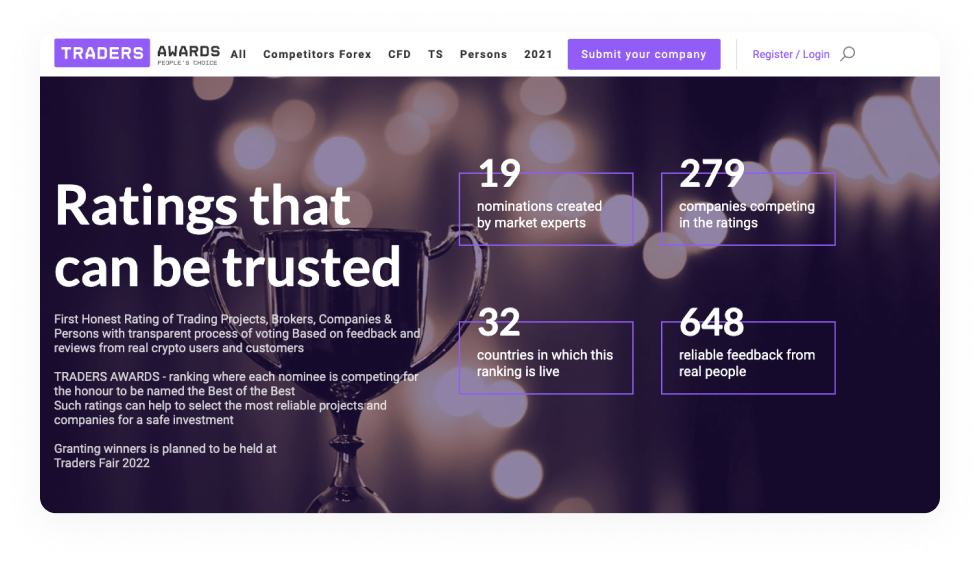 TRADERS AWARDS
PEOPLE'S CHOICE
All Competitors Forex CFD TS Persons 2021 Submit your company Register / Login
Ratings that
can be trusted
First Honest Rating of Trading Projects, Brokers, Companies &
Persons with transparent process of voting Based on feedback and
reviews from real crypto users and customers
TRADERS AWARDS - ranking where each nominee is competing for
the honour to be named the Best of the Best
Such ratings can help to select the most reliable projects and
companies for a safe investment
Granting winners is planned to be held at
Traders Fair 2022
19
nominations created
by market experts
279
companies competing
in the ratings
32
countries in which this
ranking is live
648
reliable feedback from
real people